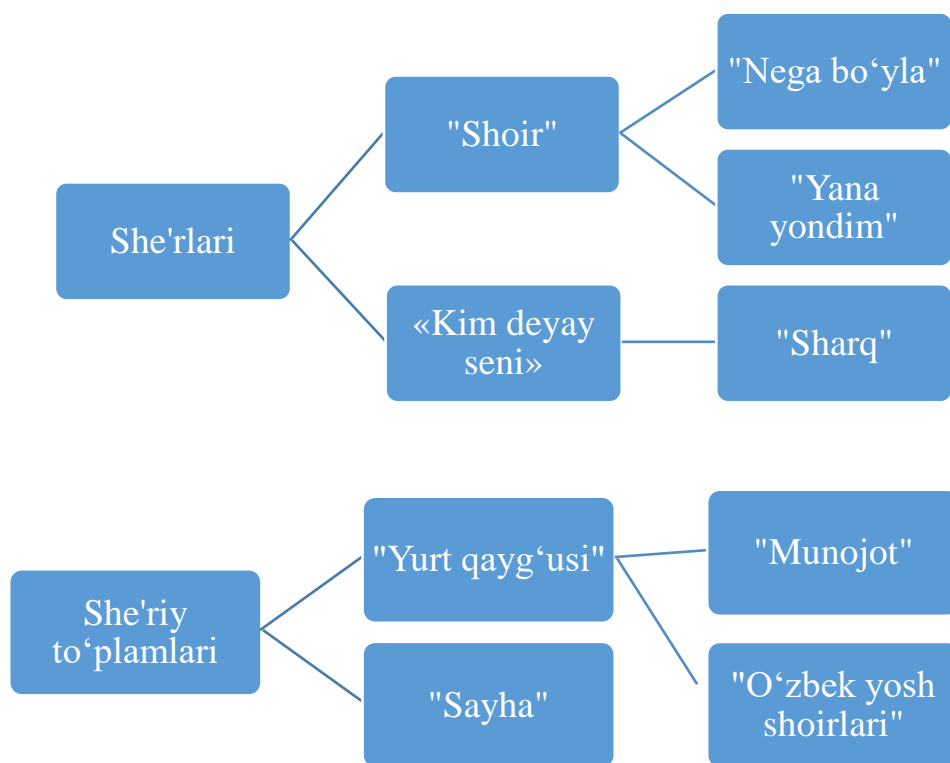 She'rlari
"Shoir"
"Nega bo‘yla"
"Yana
yondim"
«Kim deyay
seni»
"Sharq"
She'riy
to‘plamlari
"Yurt qayg‘usi"
"Munojot"
"O‘zbek yosh
shoirlari"
"Sayha"